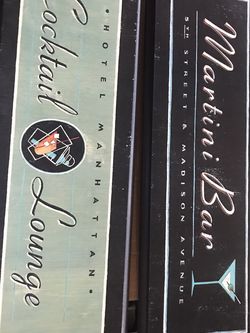 Martini Bar
5TH STREET & MADISON AVENUE
• HOTEL MANHATTAN •
Cocktail Lounge